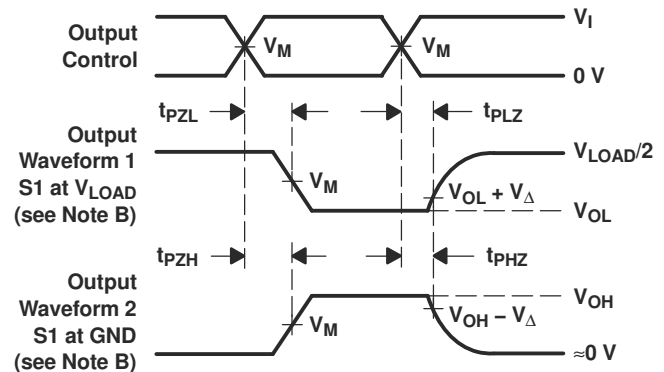 Output
Control
V_M
V_M
V_I
0 V
t_PZL
t_PLZ
Output
Waveform 1
S1 at V_LOAD
(see Note B)
V_M
V_LOAD/2
V_OL + V_Δ
V_OL
t_PZH
t_PHZ
Output
Waveform 2
S1 at GND
(see Note B)
V_M
V_OH
V_OH − V_Δ
≈0 V